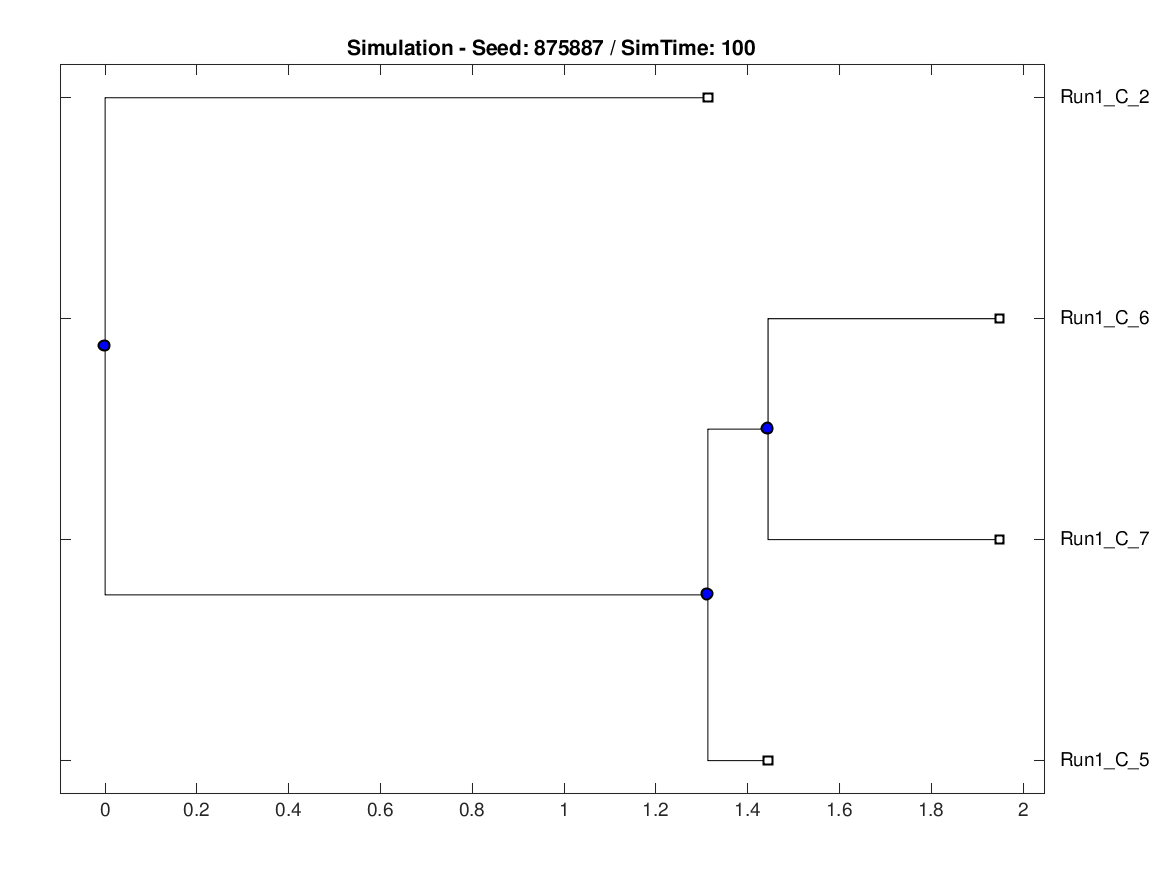 Simulation - Seed: 875887 / SimTime: 100
Run1_C_2
Run1_C_6
Run1_C_7
Run1_C_5
0 0.2 0.4 0.6 0.8 1 1.2 1.4 1.6 1.8 2